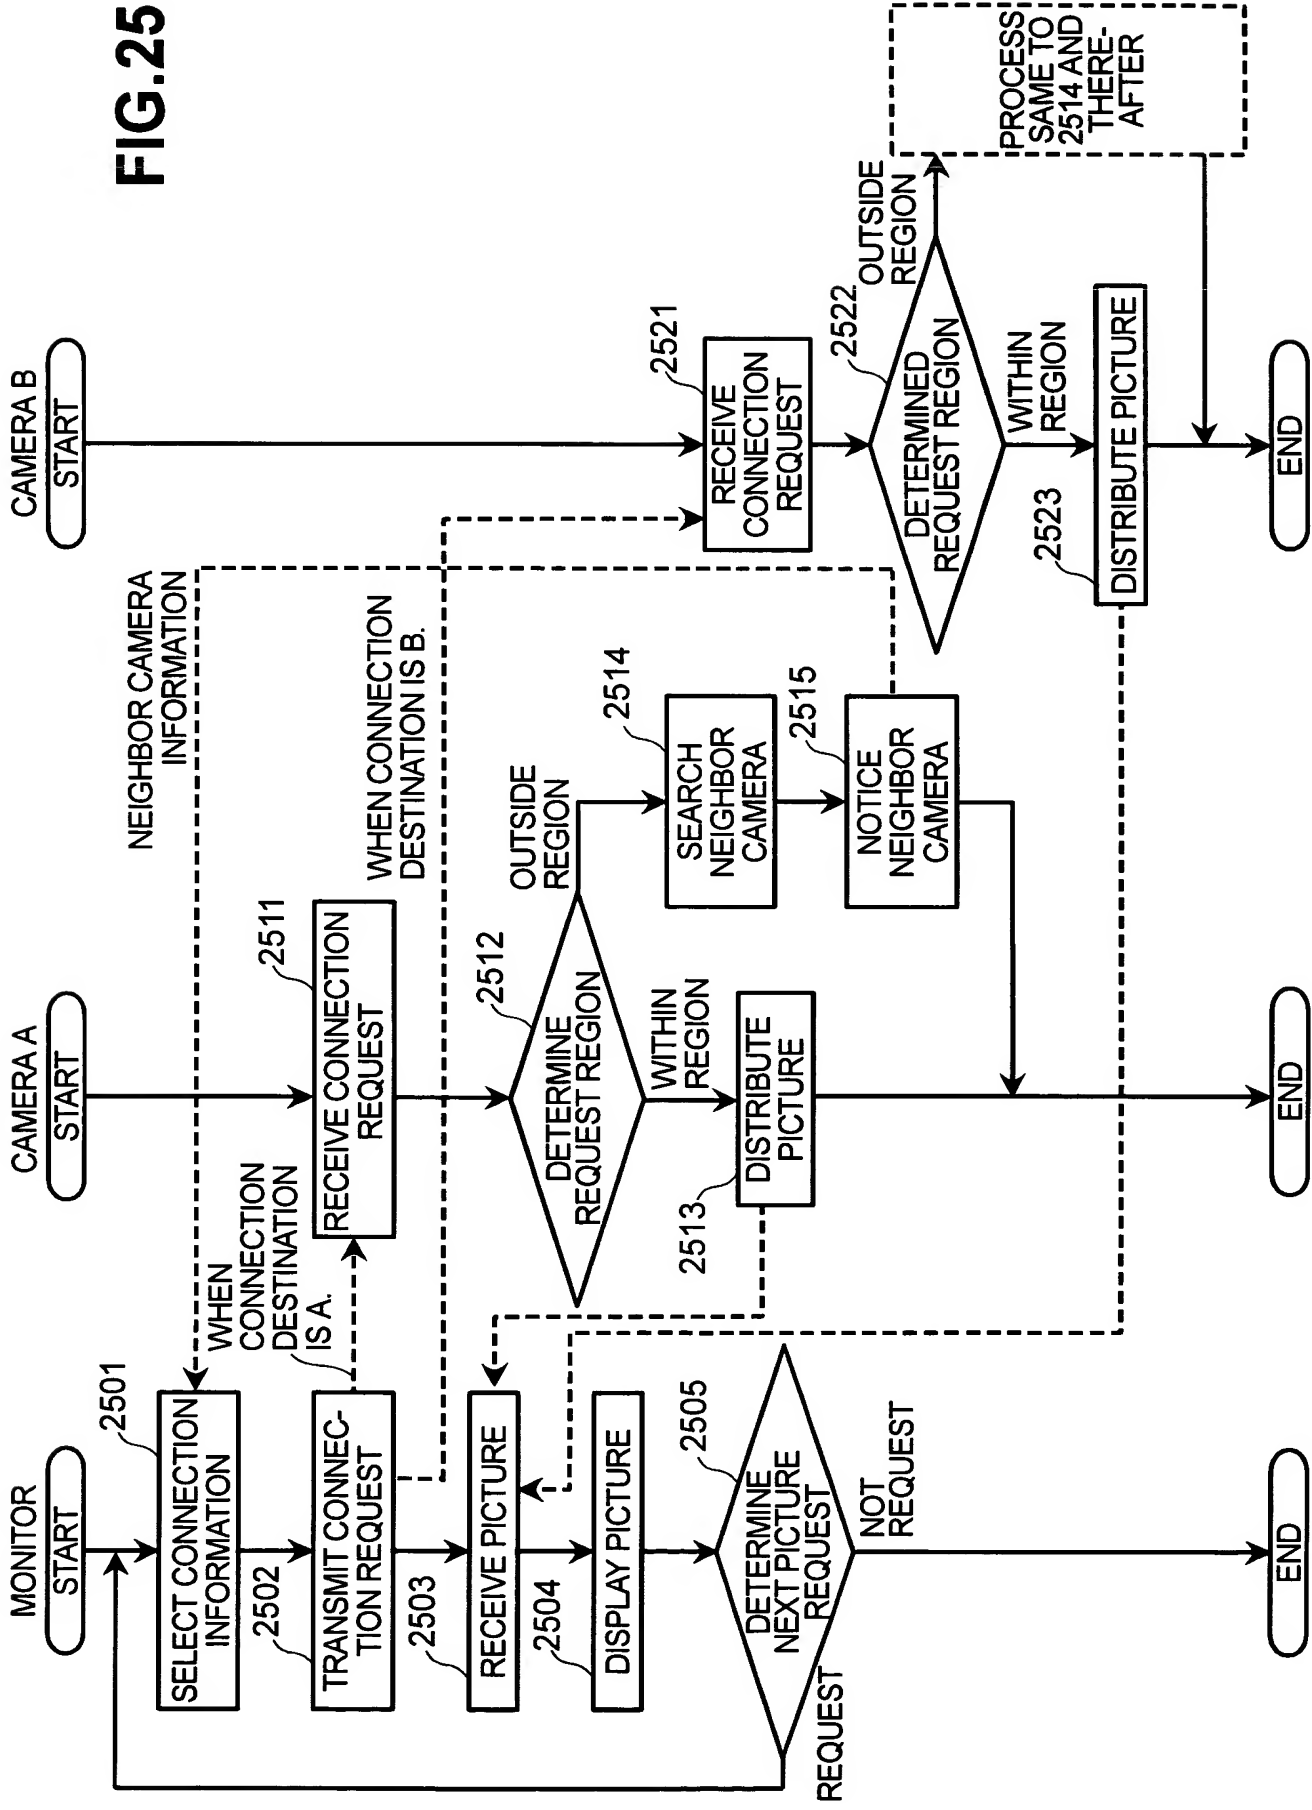 FIG.25
MONITOR
START
2501
SELECT CONNECTION
INFORMATION
2502
TRANSMIT CONNEC-
TION REQUEST
2503
RECEIVE PICTURE
2504
DISPLAY PICTURE
2505
DETERMINE
NEXT PICTURE
REQUEST
REQUEST
NOT
REQUEST
END
CAMERA A
START
WHEN
CONNECTION
DESTINATION
IS A.
2511
RECEIVE CONNECTION
REQUEST
2512
DETERMINE
REQUEST REGION
OUTSIDE
REGION
WITHIN
REGION
2513
DISTRIBUTE
PICTURE
2514
SEARCH
NEIGHBOR
CAMERA
2515
NOTICE
NEIGHBOR
CAMERA
END
NEIGHBOR CAMERA
INFORMATION
WHEN CONNECTION
DESTINATION IS B.
CAMERA B
START
2521
RECEIVE
CONNECTION
REQUEST
2522
DETERMINED
REQUEST REGION
OUTSIDE
REGION
WITHIN
REGION
2523
DISTRIBUTE PICTURE
PROCESS
SAME TO
2514 AND
THERE-
AFTER
END